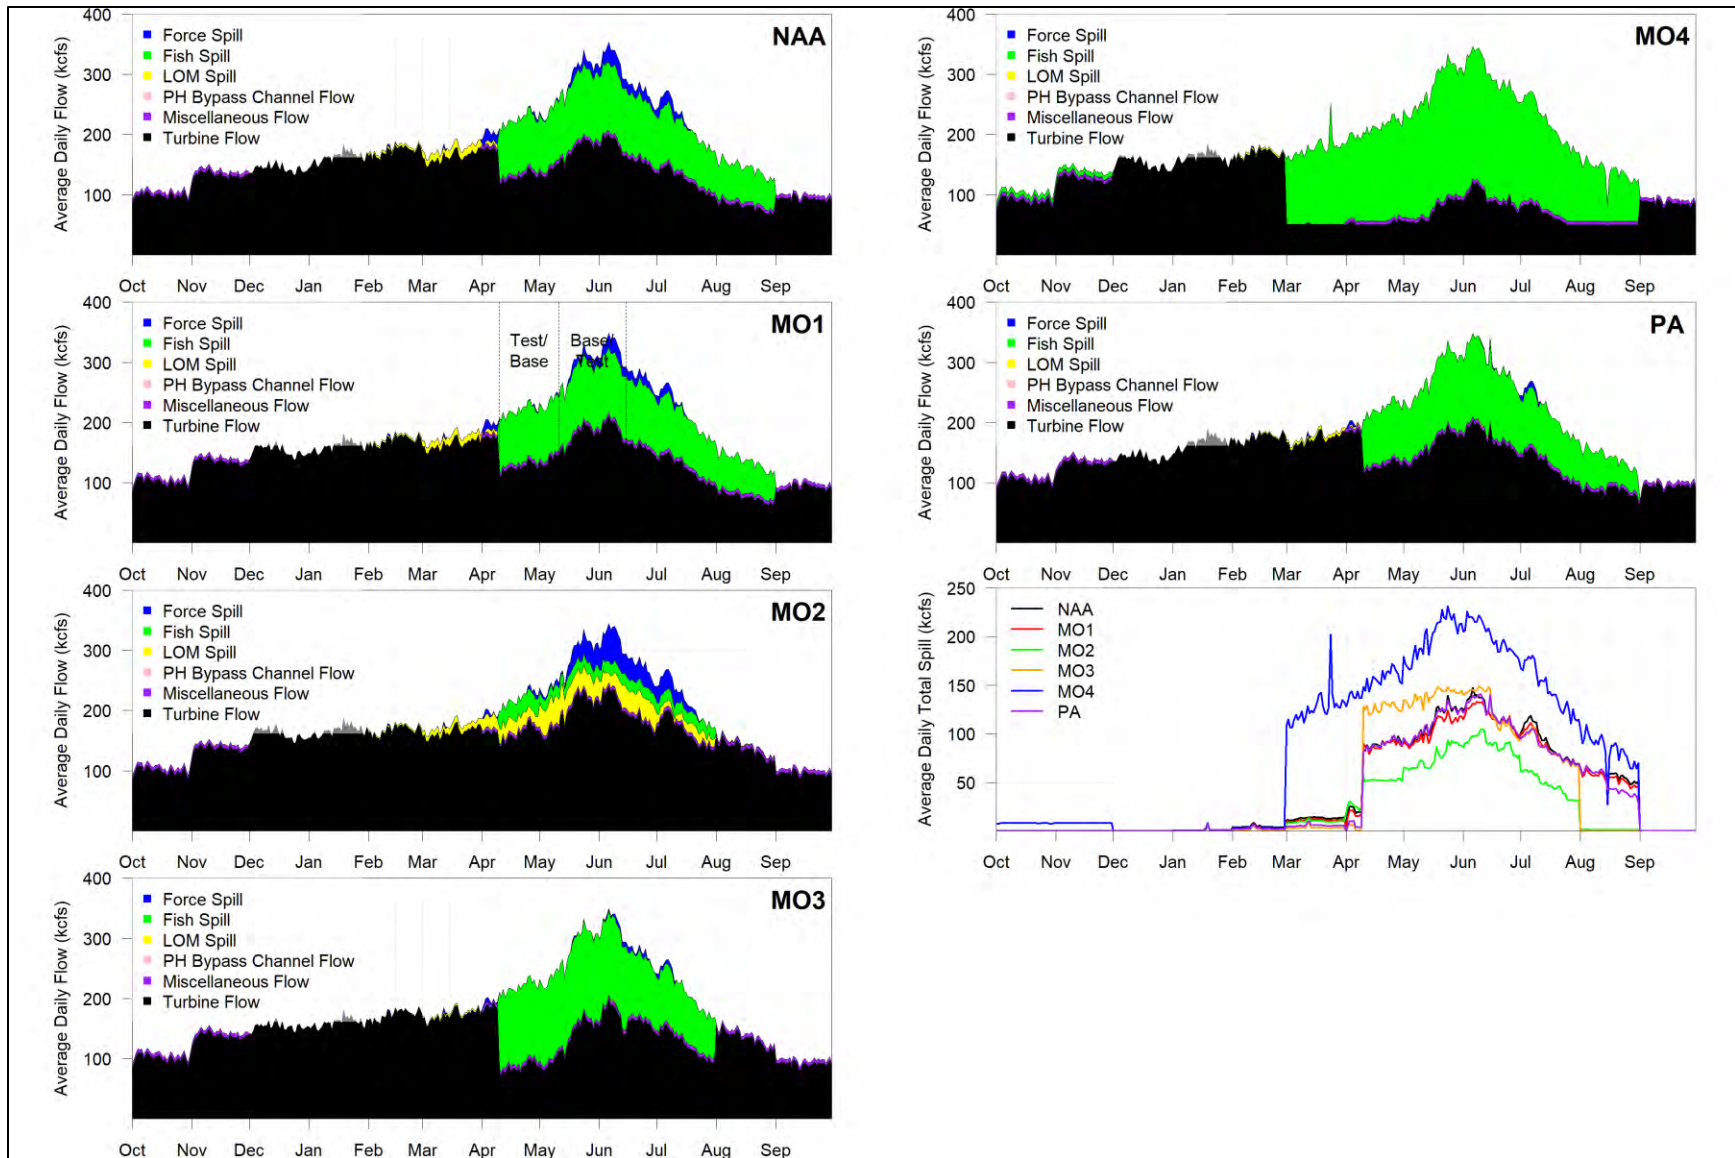 400
300
200
100
Average Daily Flow (kcfs)
Force Spill
Fish Spill
LOM Spill
PH Bypass Channel Flow
Miscellaneous Flow
Turbine Flow
NAA
Oct Nov Dec Jan Feb Mar Apr May Jun Jul Aug Sep
400
300
200
100
Average Daily Flow (kcfs)
Force Spill
Fish Spill
LOM Spill
PH Bypass Channel Flow
Miscellaneous Flow
Turbine Flow
Test/
Base
Base/
Test
MO1
Oct Nov Dec Jan Feb Mar Apr May Jun Jul Aug Sep
400
300
200
100
Average Daily Flow (kcfs)
Force Spill
Fish Spill
LOM Spill
PH Bypass Channel Flow
Miscellaneous Flow
Turbine Flow
MO2
Oct Nov Dec Jan Feb Mar Apr May Jun Jul Aug Sep
400
300
200
100
Average Daily Flow (kcfs)
Force Spill
Fish Spill
LOM Spill
PH Bypass Channel Flow
Miscellaneous Flow
Turbine Flow
MO3
Oct Nov Dec Jan Feb Mar Apr May Jun Jul Aug Sep
400
300
200
100
Average Daily Flow (kcfs)
Force Spill
Fish Spill
LOM Spill
PH Bypass Channel Flow
Miscellaneous Flow
Turbine Flow
MO4
Oct Nov Dec Jan Feb Mar Apr May Jun Jul Aug Sep
400
300
200
100
Average Daily Flow (kcfs)
Force Spill
Fish Spill
LOM Spill
PH Bypass Channel Flow
Miscellaneous Flow
Turbine Flow
PA
Oct Nov Dec Jan Feb Mar Apr May Jun Jul Aug Sep
250
200
150
100
50
Average Daily Total Spill (kcfs)
NAA
MO1
MO2
MO3
MO4
PA
Oct Nov Dec Jan Feb Mar Apr May Jun Jul Aug Sep